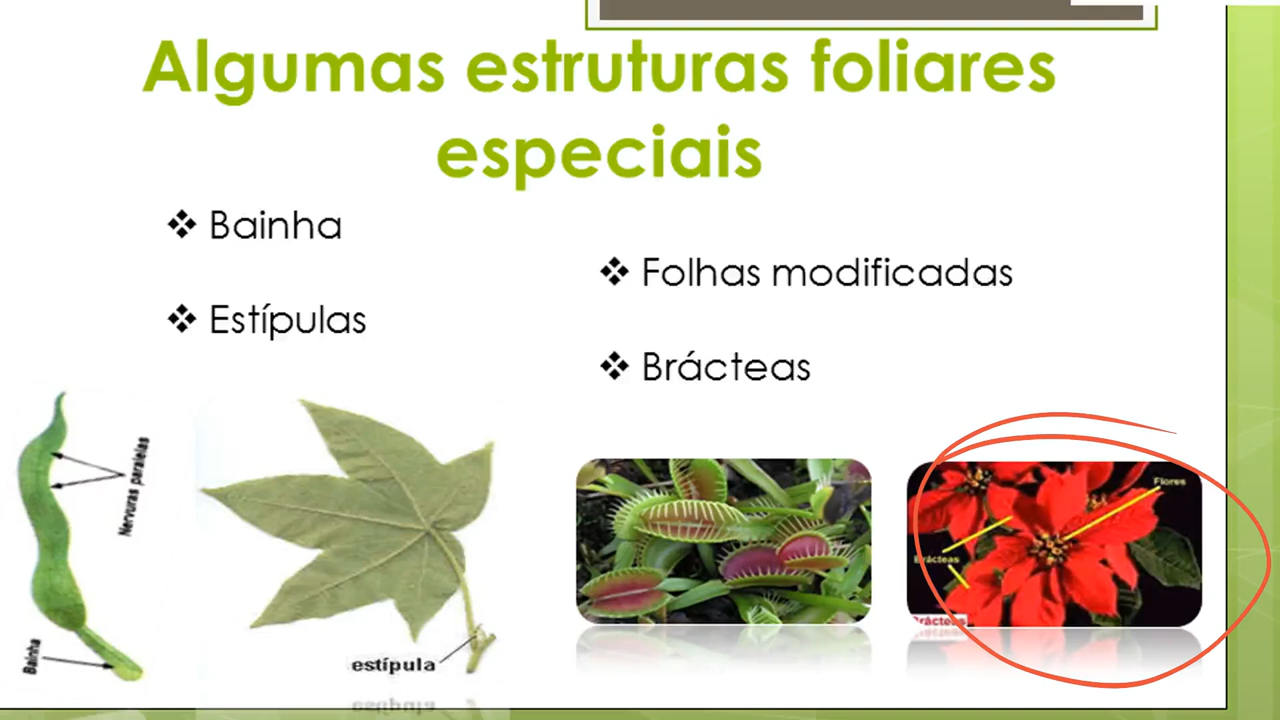 Algumas estruturas foliares
especiais
❖ Bainha
❖ Estípulas
❖ Folhas modificadas
❖ Brácteas
Nervuras paralelas
Bainha
estípula
Flores
Brácteas
Brácteas